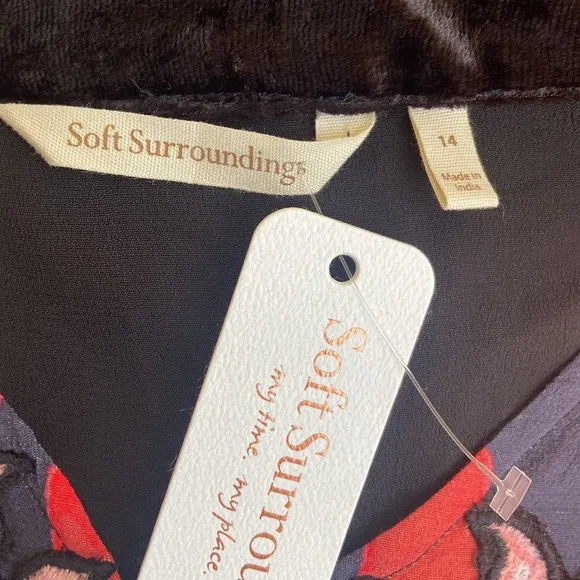 Soft Surroundings
14
Made in
India
Soft Surrou
my time. my place.